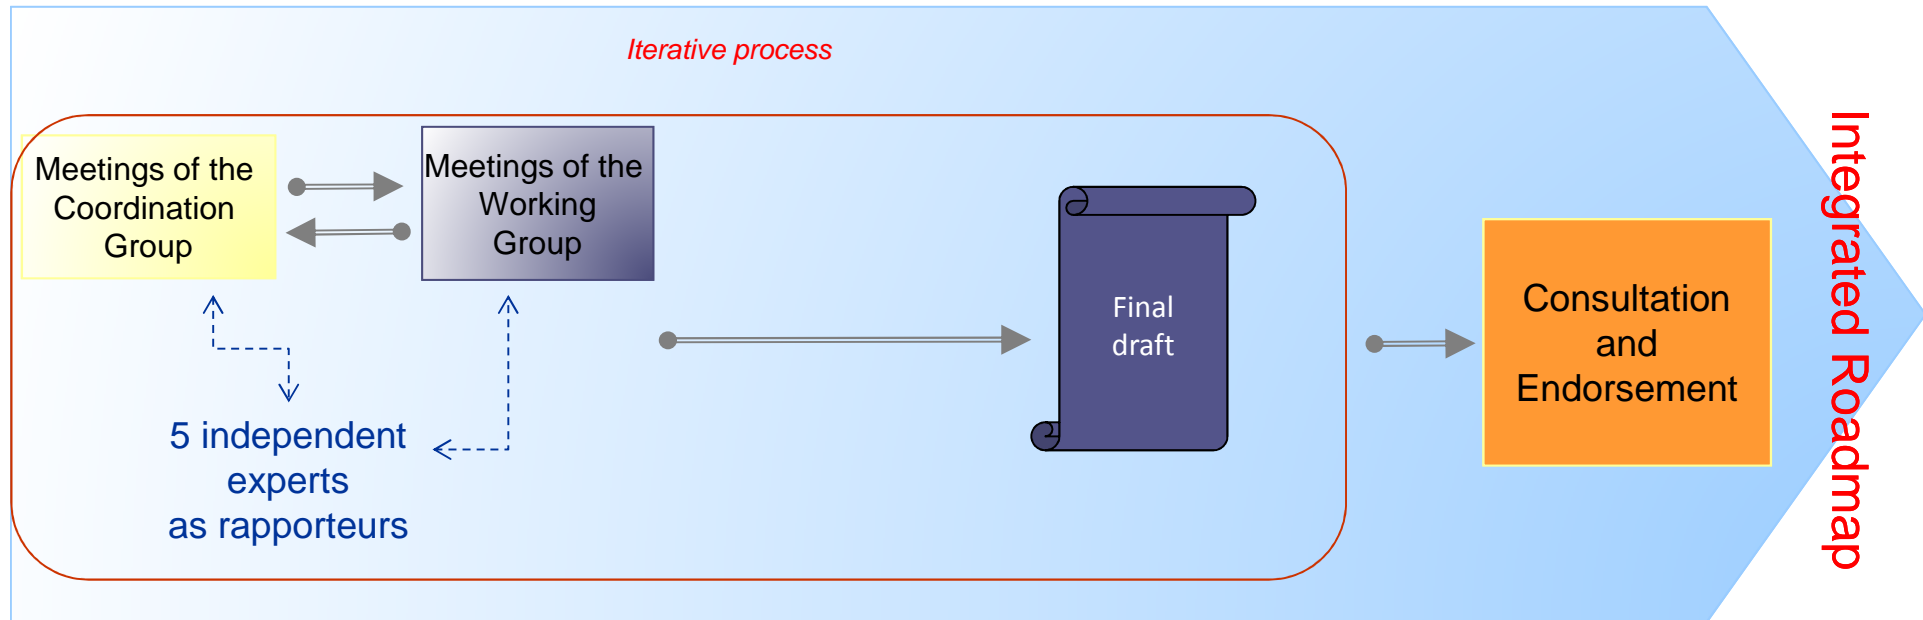 Iterative process
Meetings of the
Coordination
Group
Meetings of the
Working
Group
5 independent
experts
as rapporteurs
Final
draft
Consultation
and
Endorsement
Integrated Roadmap